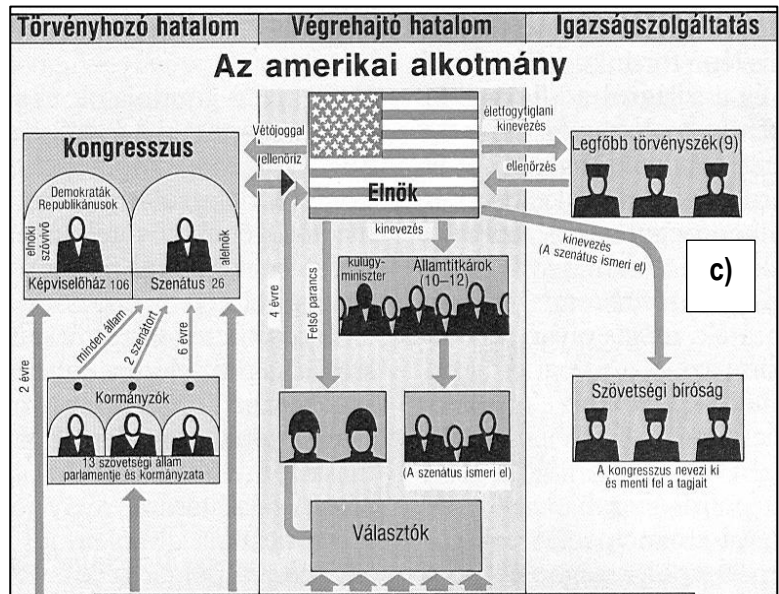 Törvényhozó hatalom
Végrehajtó hatalom
Igazságszolgáltatás
Az amerikai alkotmány
Kongresszus
Demokraták
Republikánusok
elnöki
szóvivő
alelnök
Képviselőház 106
Szenátus 26
Vétójoggal
ellenőriz
Elnök
életfogytiglani
kinevezés
ellenőrzés
Legfőbb törvényszék(9)
kinevezés
kinevezés
(A szenátus ismeri el)
c)
külügy-
miniszter
Államtitkárok
(10–12)
4 évre
Felső parancs
2 évre
minden állam
2 szenátort
6 évre
Kormányzók
13 szövetségi állam
parlamentje és kormányzata
(A szenátus ismeri el)
Szövetségi bíróság
A kongresszus nevezi ki
és menti fel a tagjait
Választók